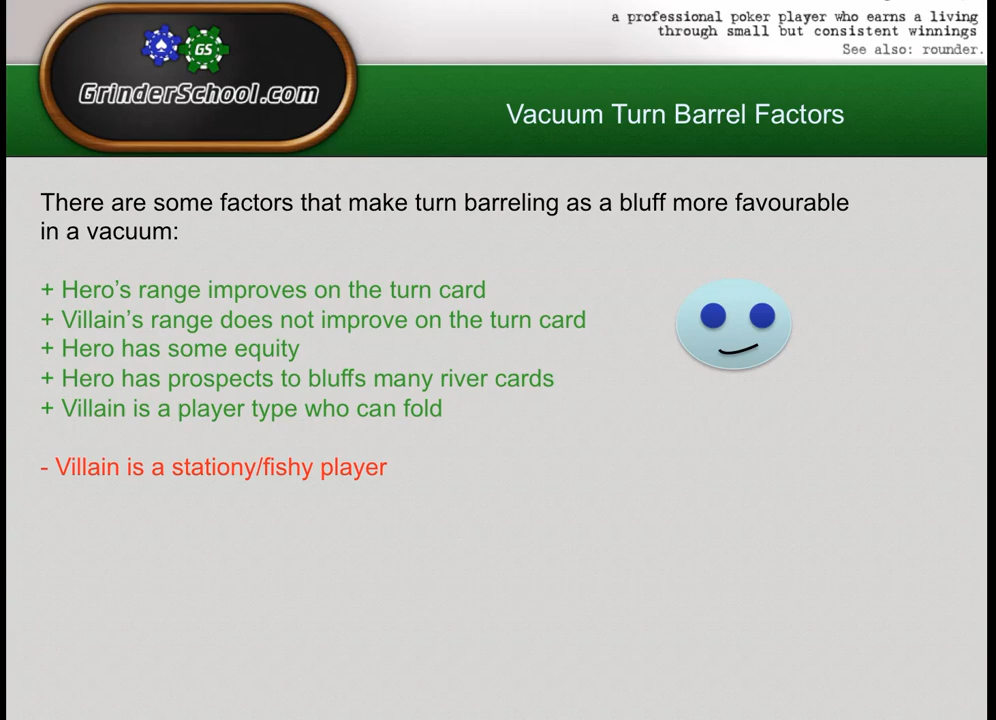 a professional poker player who earns a living
through small but consistent winnings
See also: rounder.
GS
GrinderSchool.com
Vacuum Turn Barrel Factors
There are some factors that make turn barreling as a bluff more favourable
in a vacuum:
+ Hero's range improves on the turn card
+ Villain's range does not improve on the turn card
+ Hero has some equity
+ Hero has prospects to bluffs many river cards
+ Villain is a player type who can fold
- Villain is a stationy/fishy player